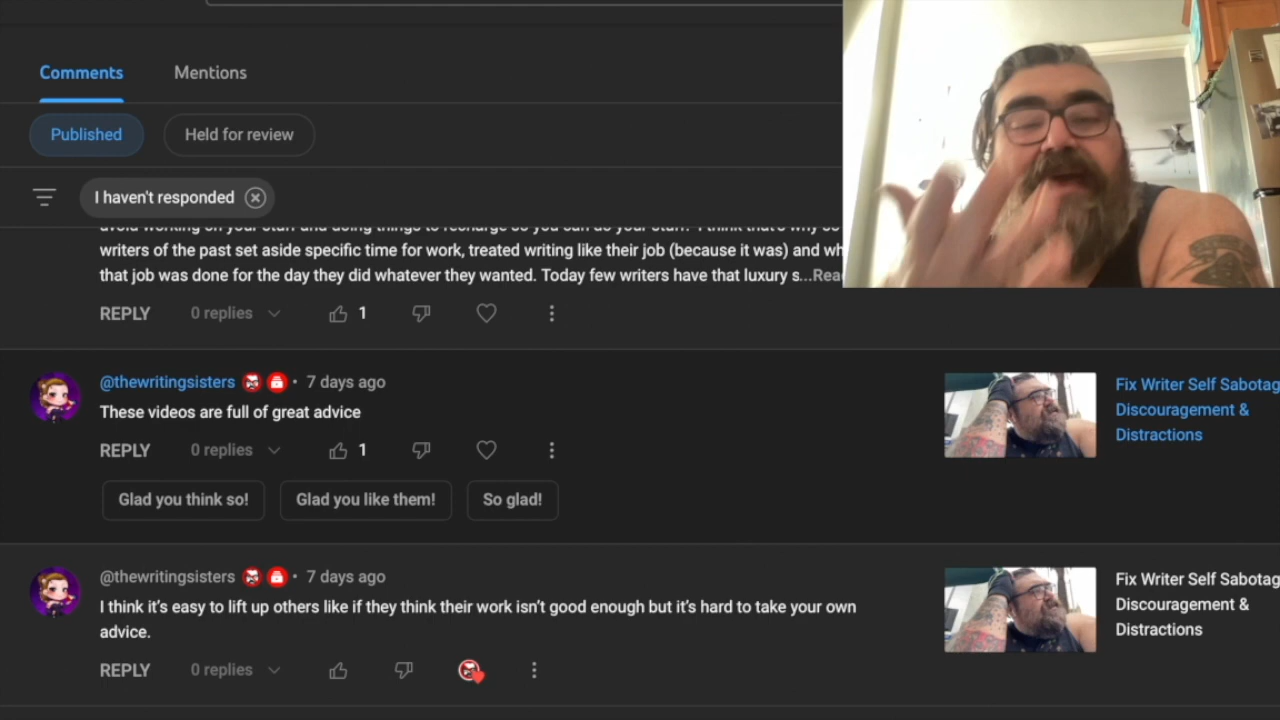 Comments
Mentions
Published
Held for review
I haven't responded
avoid working on your stuff and doing things to recharge so you can do your stuff. I think that's why so
writers of the past set aside specific time for work, treated writing like their job (because it was) and wh
that job was done for the day they did whatever they wanted. Today few writers have that luxury s...Rea
REPLY 0 replies 1
@thewritingsisters • 7 days ago
These videos are full of great advice
REPLY 0 replies 1
Glad you think so! Glad you like them! So glad!
Fix Writer Self Sabotag
Discouragement &
Distractions
@thewritingsisters • 7 days ago
I think it's easy to lift up others like if they think their work isn't good enough but it's hard to take your own
advice.
REPLY 0 replies
Fix Writer Self Sabotag
Discouragement &
Distractions